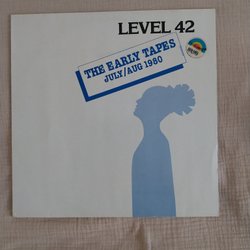 LEVEL 42
THE EARLY TAPES
JULY/AUG 1980